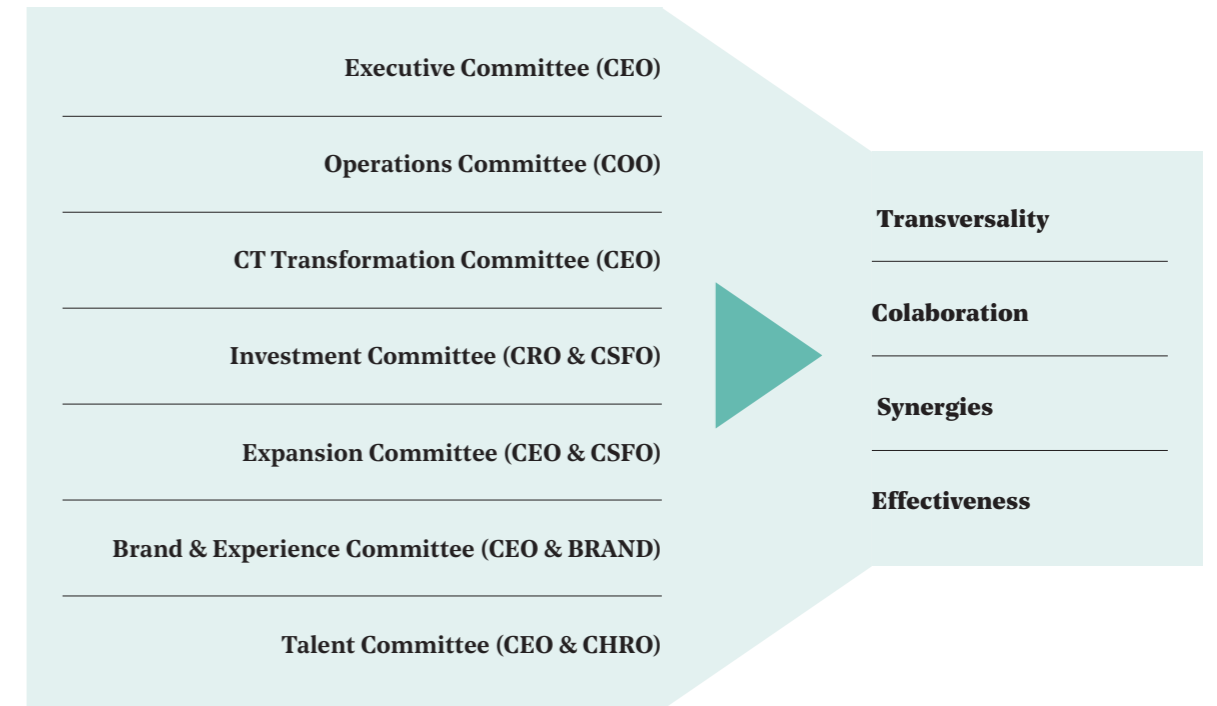 Executive Committee (CEO)
Operations Committee (COO)
CT Transformation Committee (CEO)
Investment Committee (CRO & CSFO)
Expansion Committee (CEO & CSFO)
Brand & Experience Committee (CEO & BRAND)
Talent Committee (CEO & CHRO)
Transversality
Colaboration
Synergies
Effectiveness